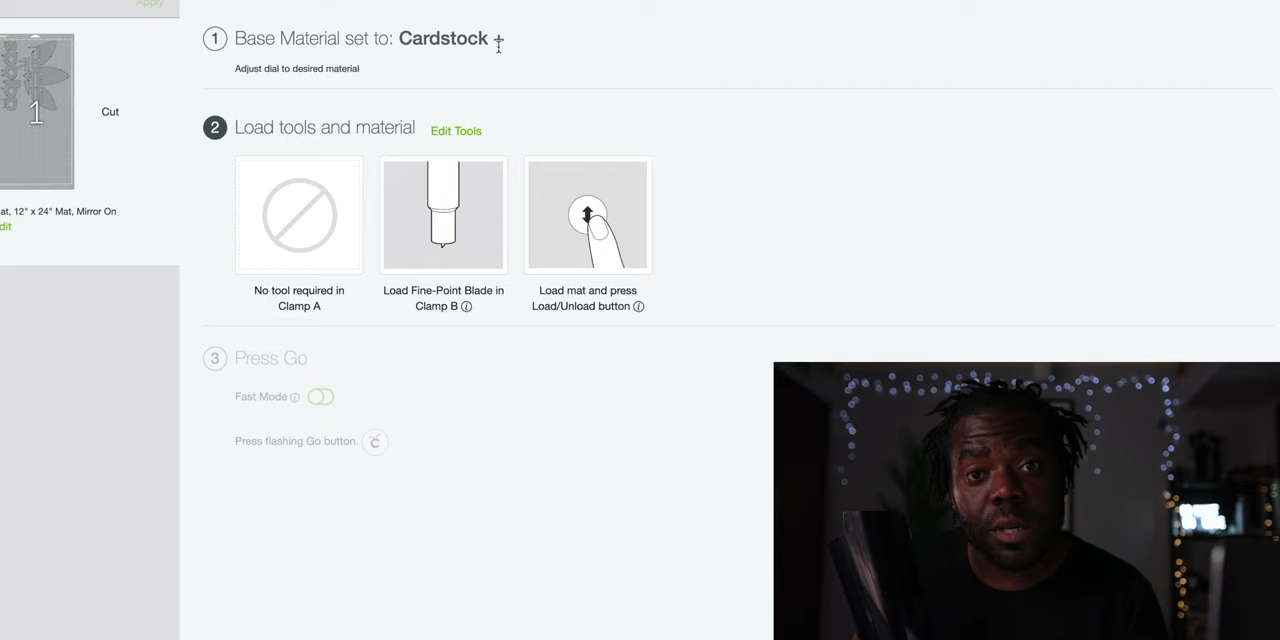 Apply
1 Base Material set to: Cardstock +
Adjust dial to desired material
1
Cut
at, 12" x 24" Mat, Mirror On
dit
2 Load tools and material Edit Tools
No tool required in
Clamp A
Load Fine-Point Blade in
Clamp B
Load mat and press
Load/Unload button
3 Press Go
Fast Mode
Press flashing Go button.